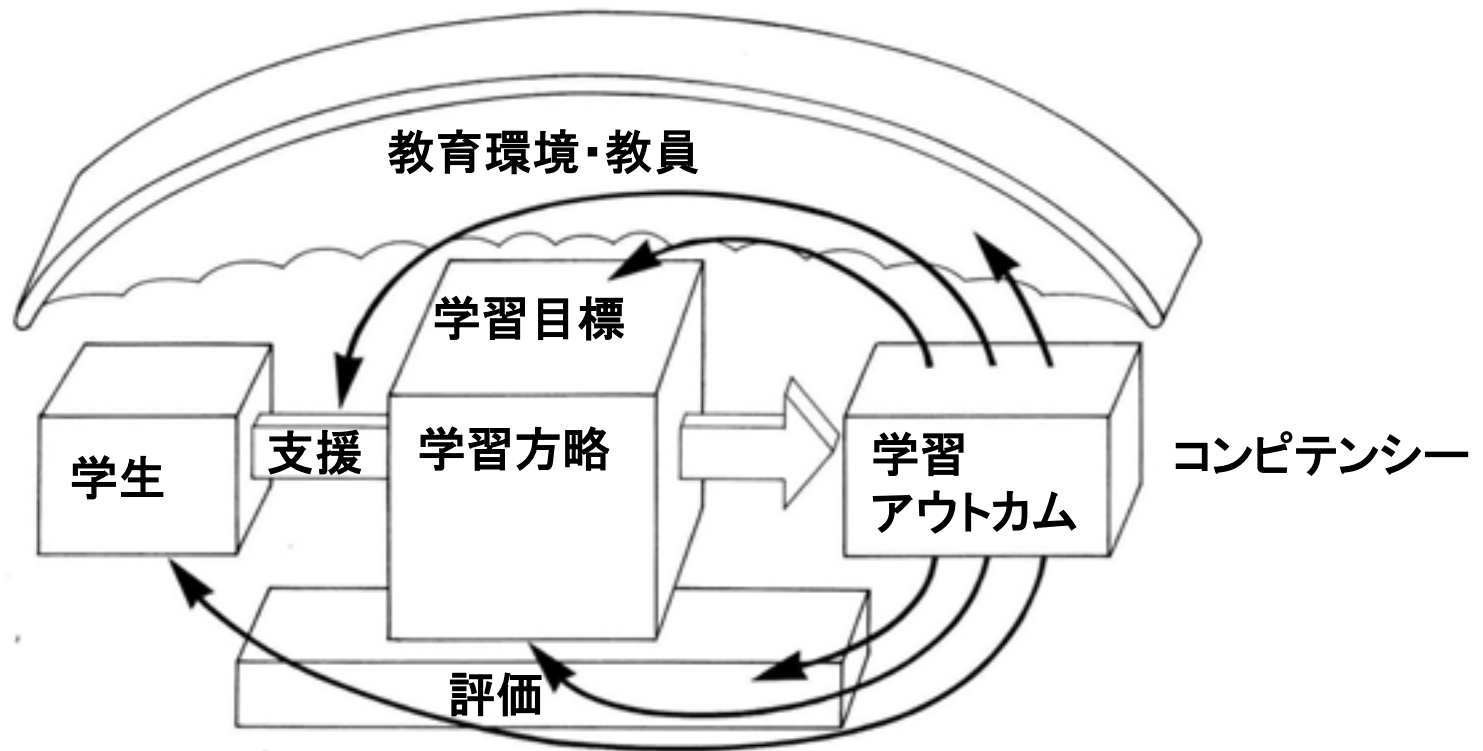 教育環境・教員
学習目標
学生
支援
学習方略
学習
アウトカム
コンピテンシー
評価